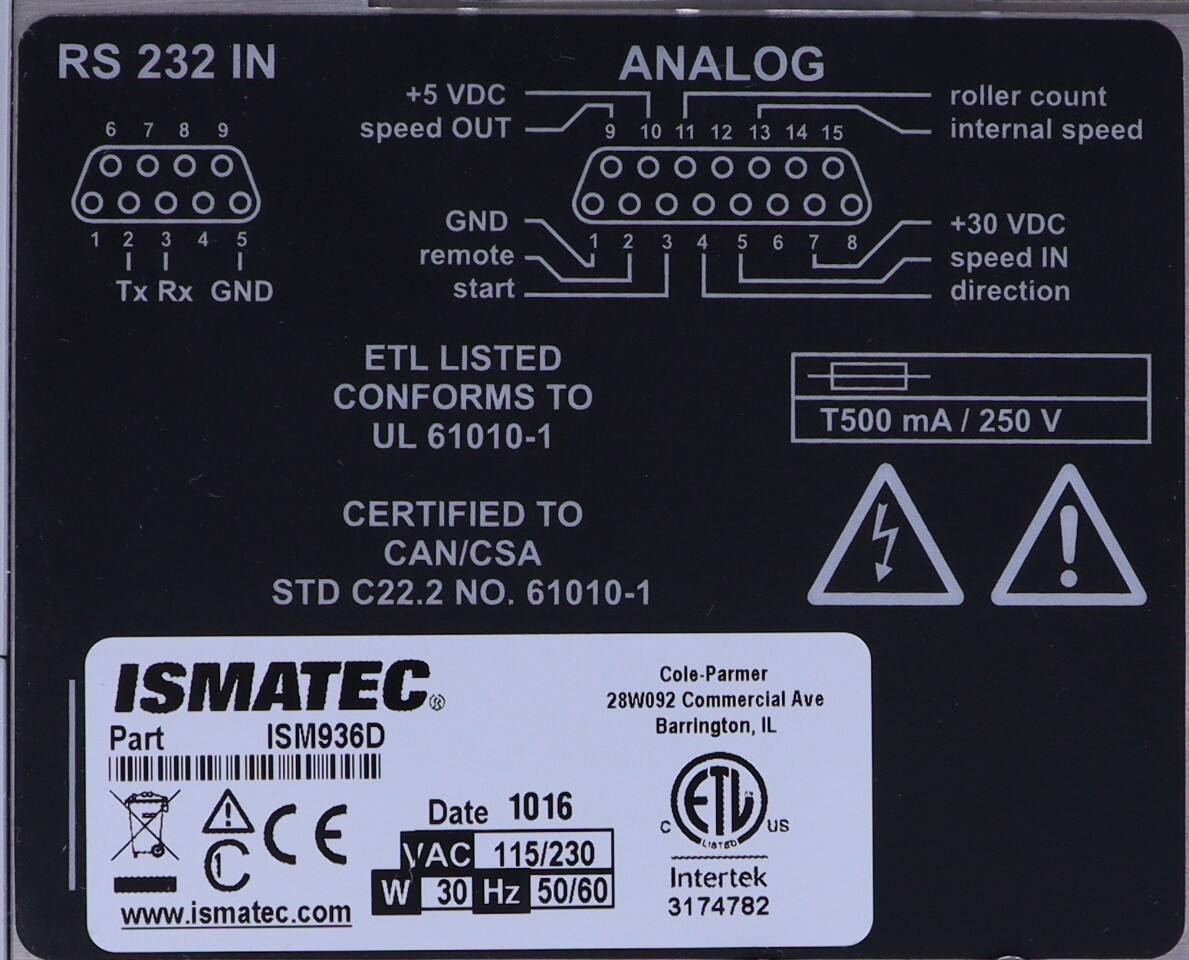 RS 232 IN
6 7 8 9
1 2 3 4 5
Tx Rx GND
ANALOG
+5 VDC
speed OUT
roller count
internal speed
9 10 11 12 13 14 15
GND
remote
start
1 2 3 4 5 6 7 8
+30 VDC
speed IN
direction
ETL LISTED
CONFORMS TO
UL 61010-1
T500 mA / 250 V
CERTIFIED TO
CAN/CSA
STD C22.2 NO. 61010-1
ISMATEC®
Part ISM936D
Cole-Parmer
28W092 Commercial Ave
Barrington, IL
CE
Date 1016
VAC 115/230
W 30 Hz 50/60
www.ismatec.com
ETL
C US
LISTED
Intertek
3174782